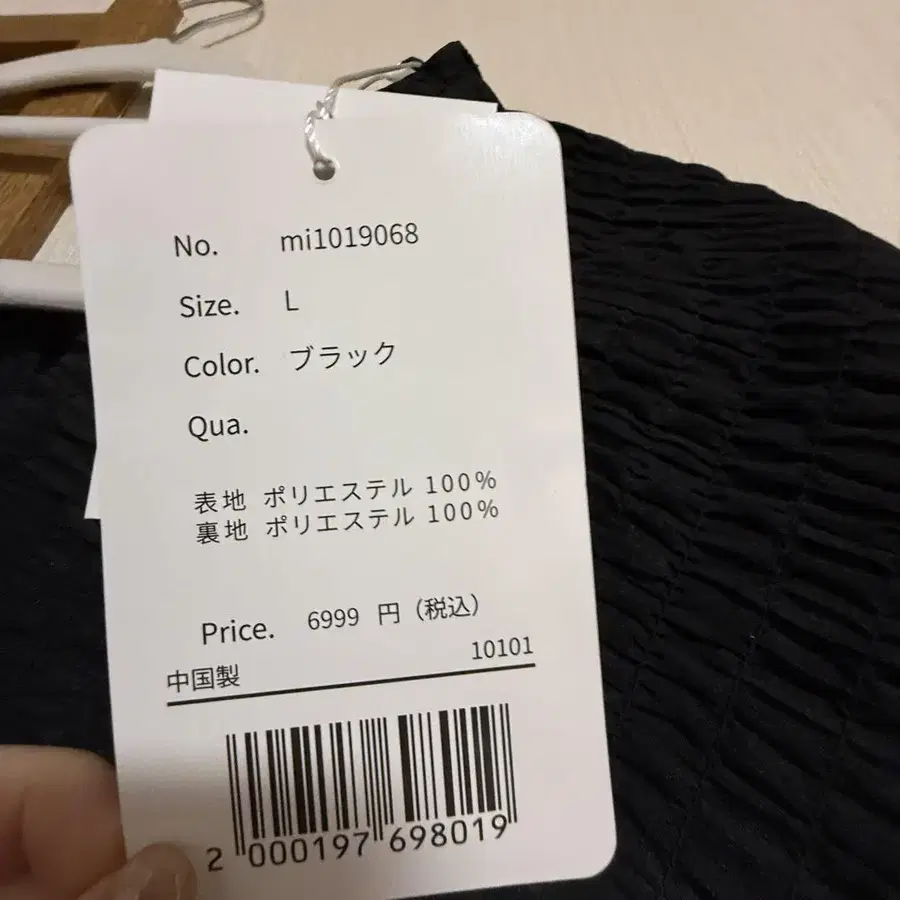 No. mi1019068
Size. L
Color. ブラック
Qua.
表地 ポリエステル 100%
裏地 ポリエステル 100%
Price. 6999 円（税込）
中国製 10101
2 000197 698019